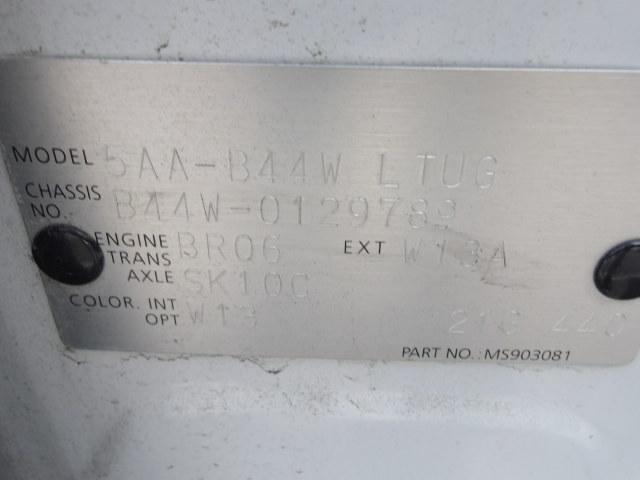 MODEL 5AA-B44W LTUG
CHASSIS NO. B44W-0129783
ENGINE BR06 EXT W13A
TRANS AXLE SK10C
COLOR. INT
OPT W13
PART NO.: MS903081